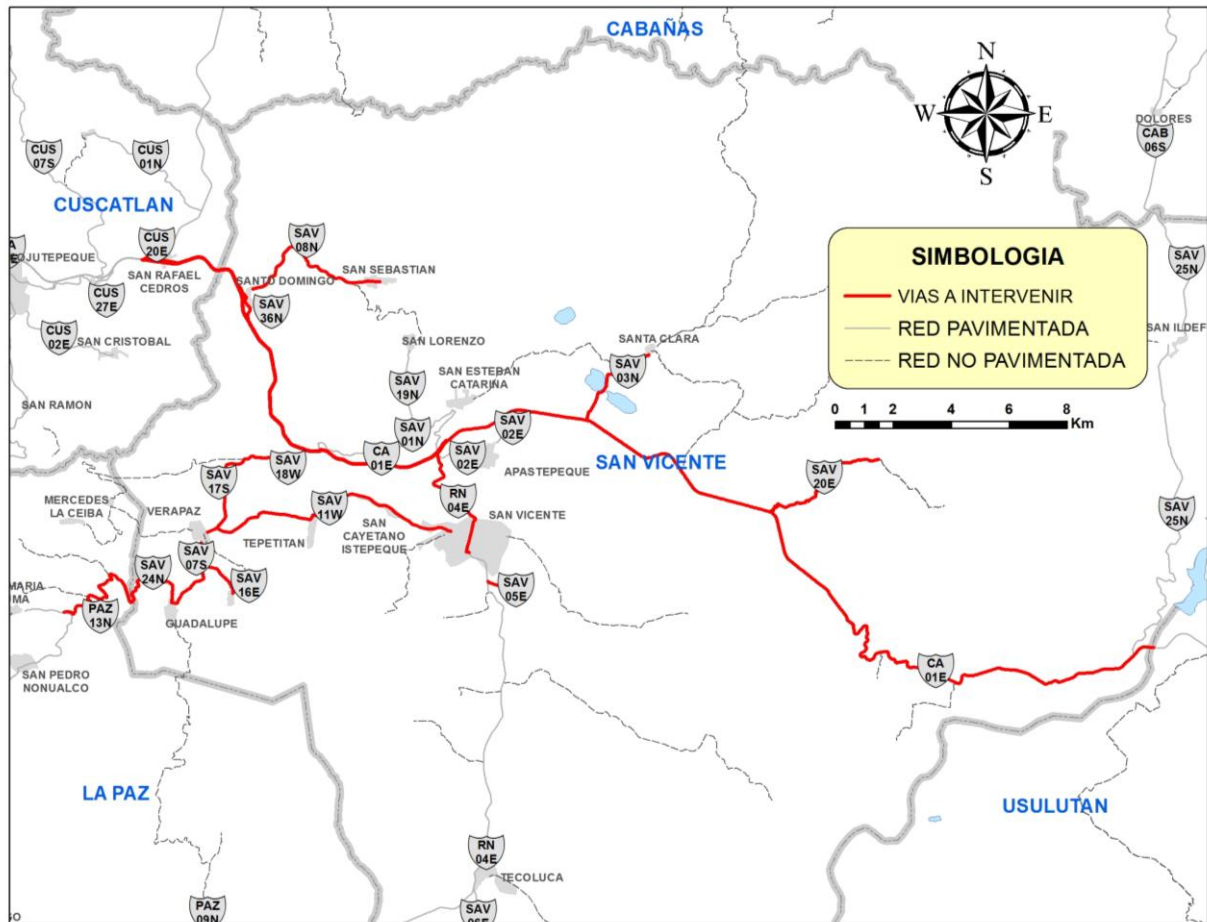 CABAÑAS
N
W
E
S
DOLORES
CAB
06S
CUS
07S
CUS
01N
CUSCATLAN
CUS
20E
SAV
08N
SAN RAFAEL
CEDROS
SANTO DOMINGO
SAN SEBASTIAN
CUS
27E
SAV
36N
CUS
02E
SAN CRISTOBAL
SAN LORENZO
SANTA CLARA
SAV
03N
SAV
25N
SIMBOLOGIA
VIAS A INTERVENIR
RED PAVIMENTADA
RED NO PAVIMENTADA
0 1 2 4 6 8
Km
SAN ESTEBAN
CATARIÑA
SAV
19N
SAN RAMON
SAV
01N
SAV
02E
CA
01E
SAV
02E
APASTEPEQUE
SAN VICENTE
SAV
18W
SAV
17S
SAV
20E
MERCEDES
LA CEIBA
VERAPAZ
SAV
11W
RN
04E
SAN VICENTE
SAN
CAYETANO
ISTEPEQUE
TEPETITAN
SAV
25N
SAV
07S
SAV
24N
SAV
16E
SAV
05E
PAZ
13N
GUADALUPE
SAN PEDRO
NONUALCO
CA
01E
LA PAZ
USULUTAN
RN
04E
TECOLUCA
PAZ
09N
SAV
06E